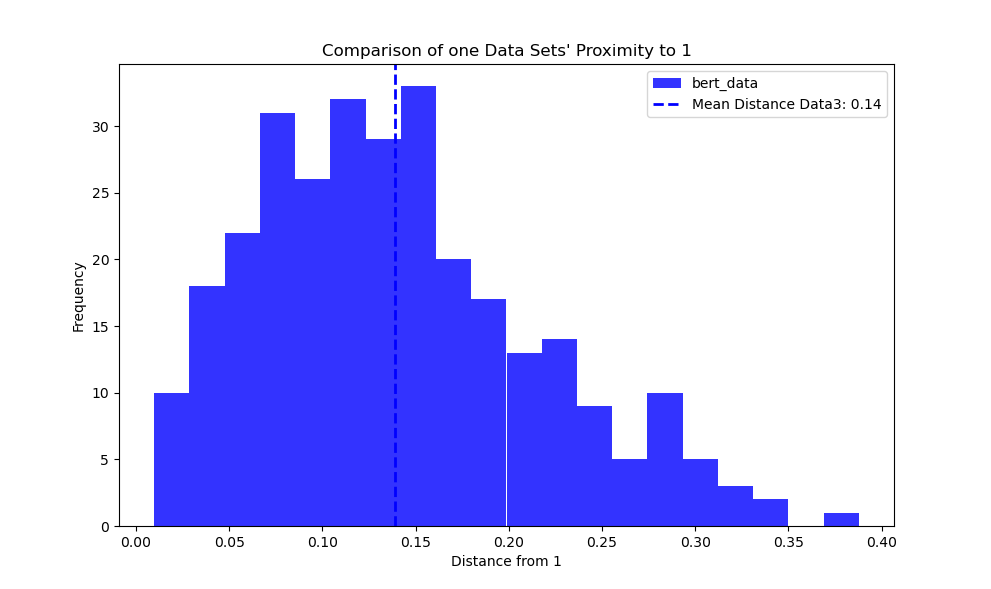 Comparison of one Data Sets' Proximity to 1
bert_data
Mean Distance Data3: 0.14
Frequency
30
25
20
15
10
5
0
0.00 0.05 0.10 0.15 0.20 0.25 0.30 0.35 0.40
Distance from 1